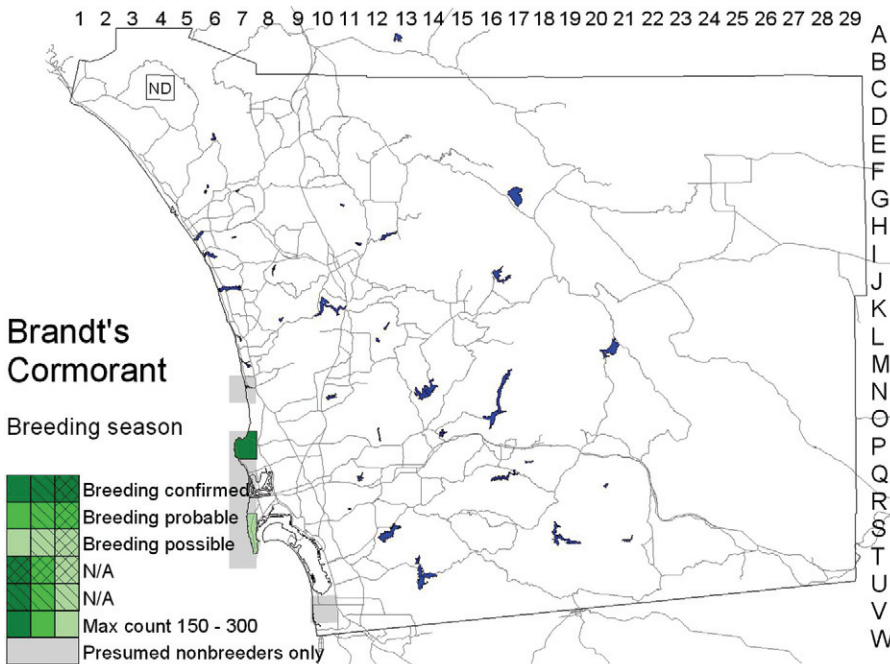 1 2 3 4 5 6 7 8 9 10 11 12 13 14 15 16 17 18 19 20 21 22 23 24 25 26 27 28 29
A
B
C
D
E
F
G
H
I
J
K
L
M
N
O
P
Q
R
S
T
U
V
W
ND
Brandt's
Cormorant
Breeding season
Breeding confirmed
Breeding probable
Breeding possible
N/A
N/A
Max count 150 - 300
Presumed nonbreeders only